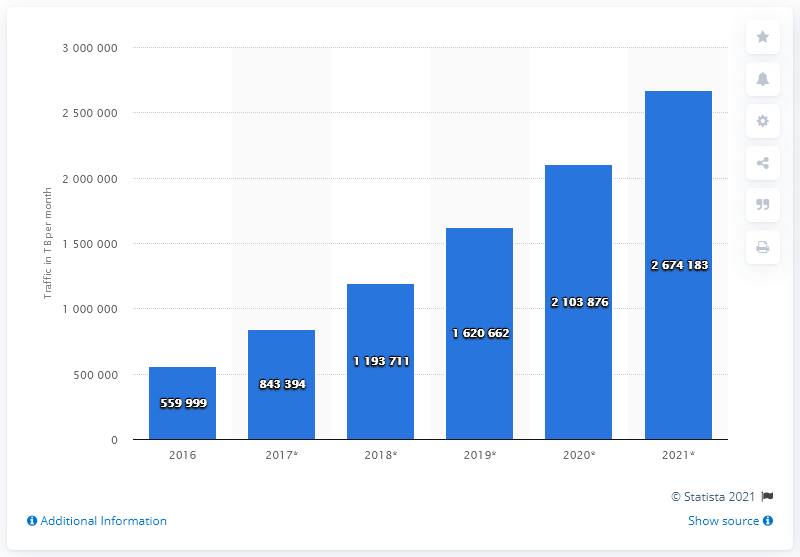 3 000 000
2 500 000
2 000 000
1 500 000
1 000 000
500 000
0
Traffic in TB per month
559 999
843 394
1 193 711
1 620 662
2 103 876
2 674 183
2016
2017*
2018*
2019*
2020*
2021*
© Statista 2021
Additional Information
Show source